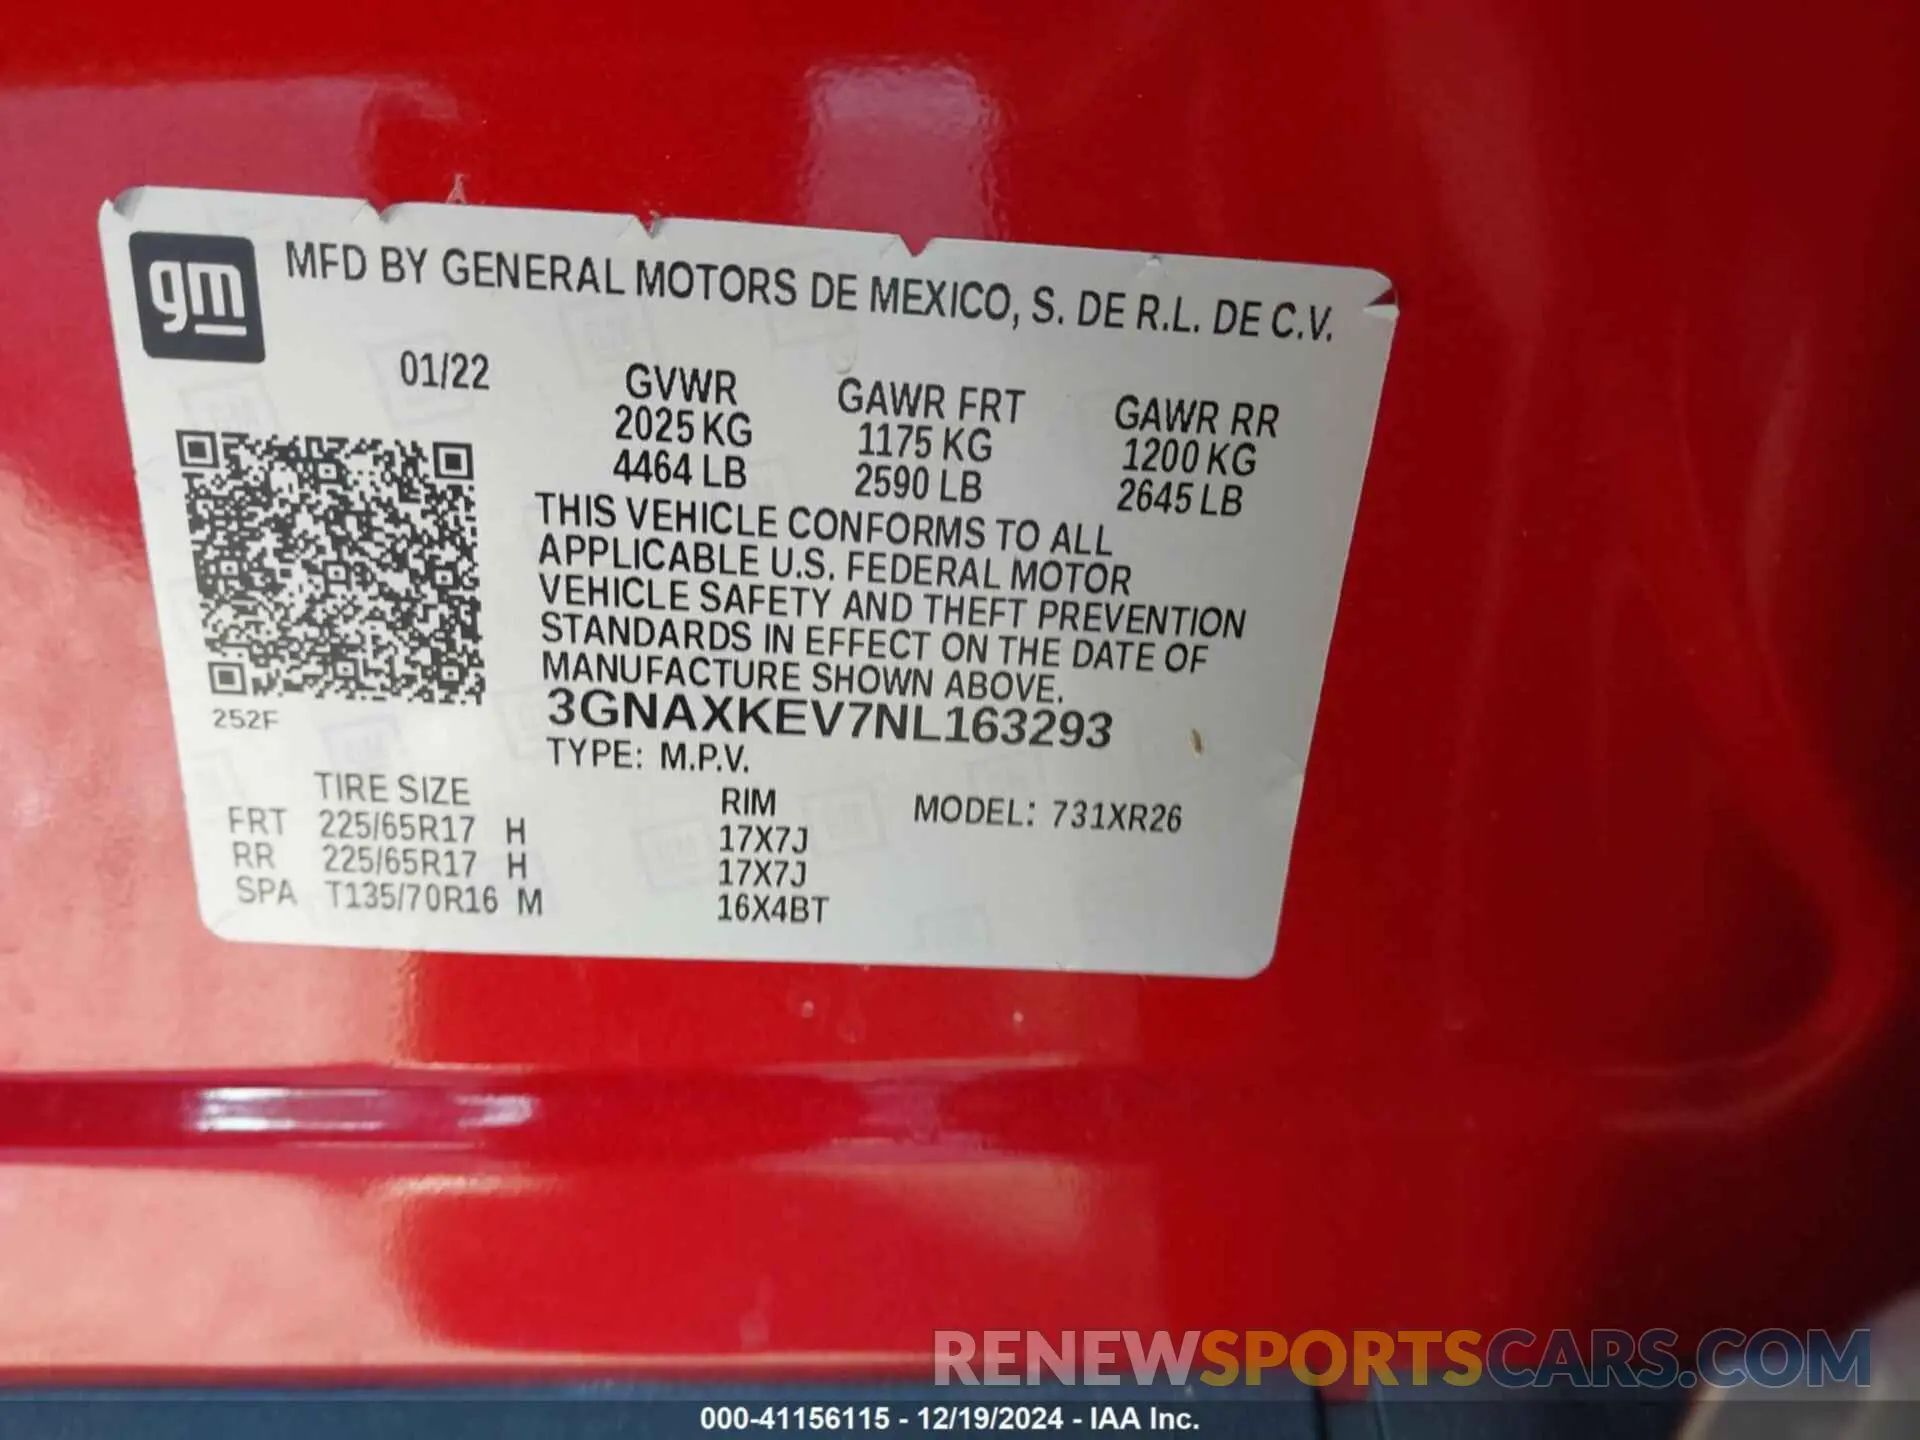 gm
MFD BY GENERAL MOTORS DE MEXICO, S. DE R.L. DE C.V.
01/22
GVWR GAWR FRT GAWR RR
2025 KG 1175 KG 1200 KG
4464 LB 2590 LB 2645 LB
THIS VEHICLE CONFORMS TO ALL
APPLICABLE U.S. FEDERAL MOTOR
VEHICLE SAFETY AND THEFT PREVENTION
STANDARDS IN EFFECT ON THE DATE OF
MANUFACTURE SHOWN ABOVE.
3GNAXKEV7NL163293
252F
TYPE: M.P.V.
TIRE SIZE RIM MODEL: 731XR26
FRT 225/65R17 H 17X7J
RR 225/65R17 H 17X7J
SPA T135/70R16 M 16X4BT
RENEWSPORTSCARS.COM
000-41156115 - 12/19/2024 - IAA Inc.